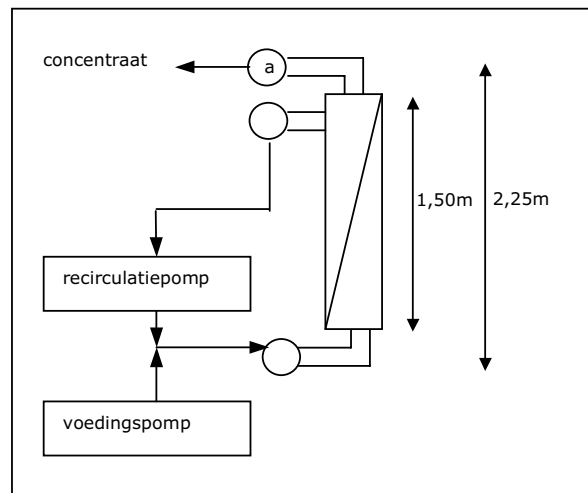 concentraat
a
1,50m
2,25m
recirculatiepomp
voedingspomp